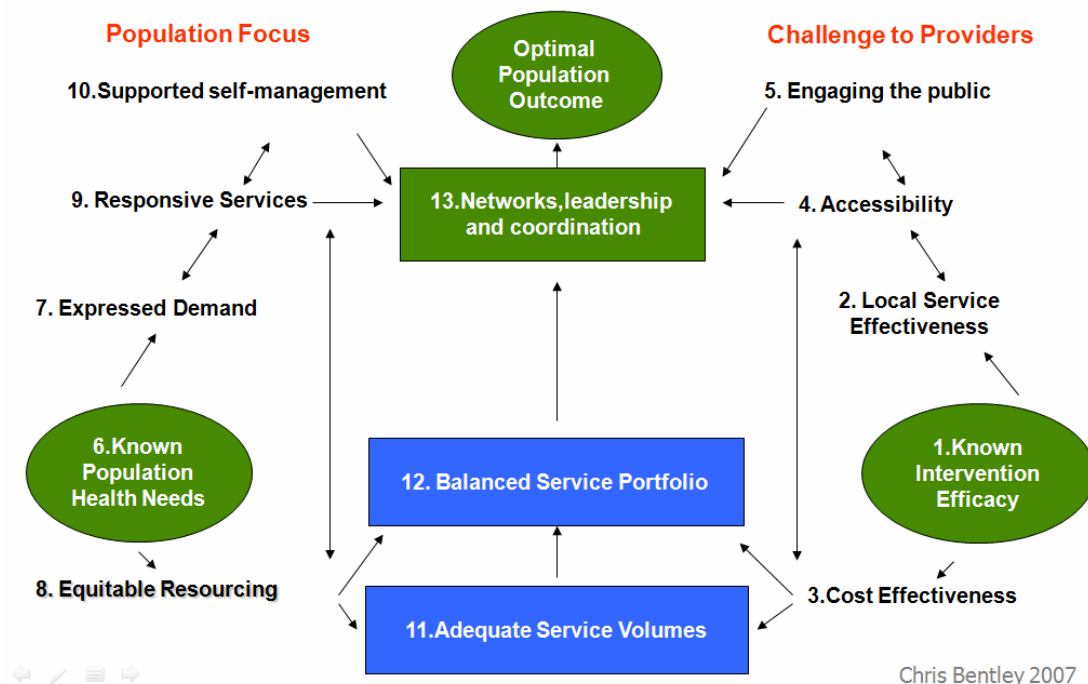 Population Focus
Optimal
Population
Outcome
Challenge to Providers
10.Supported self-management
5. Engaging the public
9. Responsive Services
13.Networks,leadership
and coordination
4. Accessibility
7. Expressed Demand
2. Local Service
Effectiveness
6.Known
Population
Health Needs
12. Balanced Service Portfolio
1.Known
Intervention
Efficacy
8. Equitable Resourcing
11.Adequate Service Volumes
3.Cost Effectiveness
Chris Bentley 2007